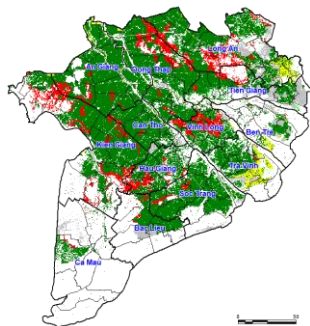 Long An
An Giang
Dong Thap
Tien Giang
Can Tho
Vinh Long
Ben Tre
Kien Giang
Hau Giang
Tra Vinh
Soc Trang
Bac Lieu
Ca Mau
0